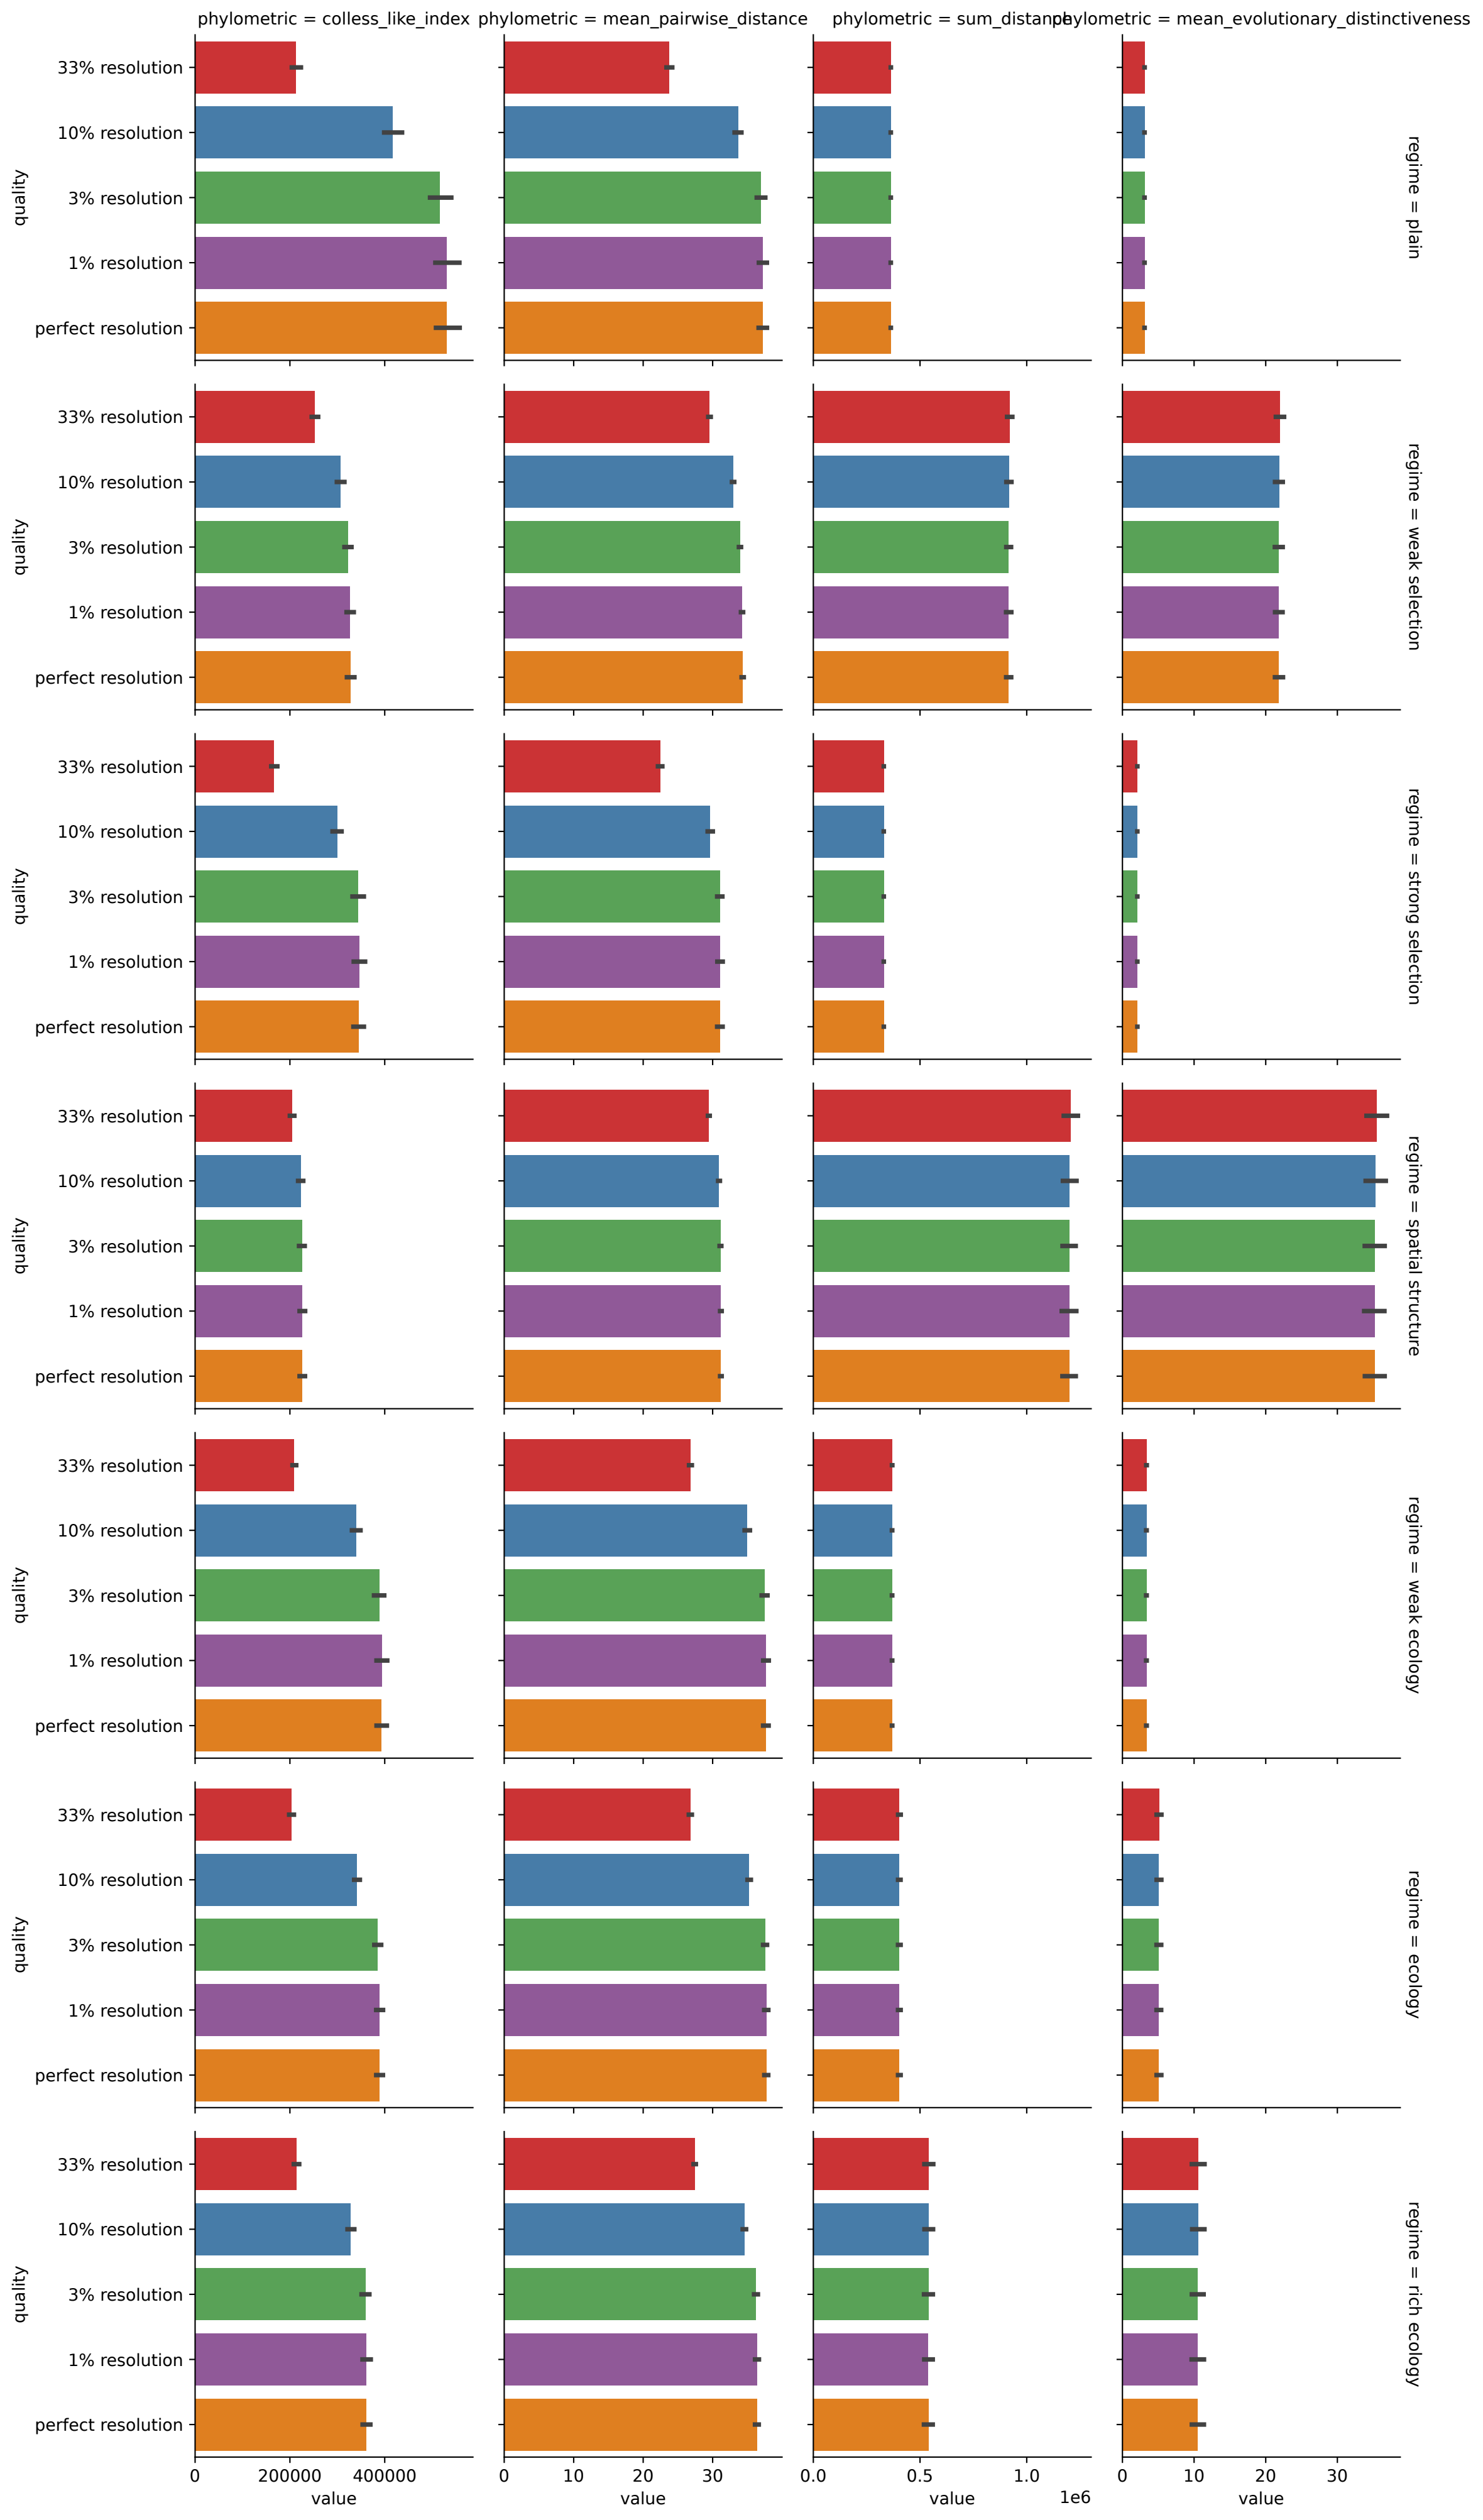 phylometric = colless_like_index phylometric = mean_pairwise_distance phylometric = sum_distance phylometric = mean_evolutionary_distinctiveness
33% resolution
10% resolution
3% resolution
1% resolution
perfect resolution
quality
regime = plain
33% resolution
10% resolution
3% resolution
1% resolution
perfect resolution
quality
regime = weak selection
33% resolution
10% resolution
3% resolution
1% resolution
perfect resolution
quality
regime = strong selection
33% resolution
10% resolution
3% resolution
1% resolution
perfect resolution
quality
regime = spatial structure
33% resolution
10% resolution
3% resolution
1% resolution
perfect resolution
quality
regime = weak ecology
33% resolution
10% resolution
3% resolution
1% resolution
perfect resolution
quality
regime = ecology
33% resolution
10% resolution
3% resolution
1% resolution
perfect resolution
quality
regime = rich ecology
0 200000 400000 0 10 20 30 0.0 0.5 1.0 0 10 20 30
1e6
value value value value